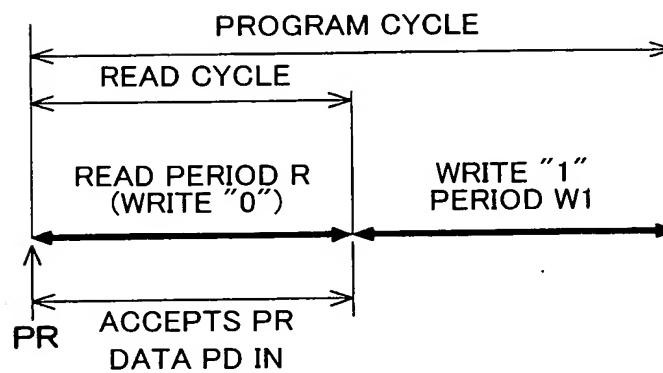 PROGRAM CYCLE
READ CYCLE
READ PERIOD R
(WRITE "0")
WRITE "1"
PERIOD W1
PR
ACCEPTS PR
DATA PD IN